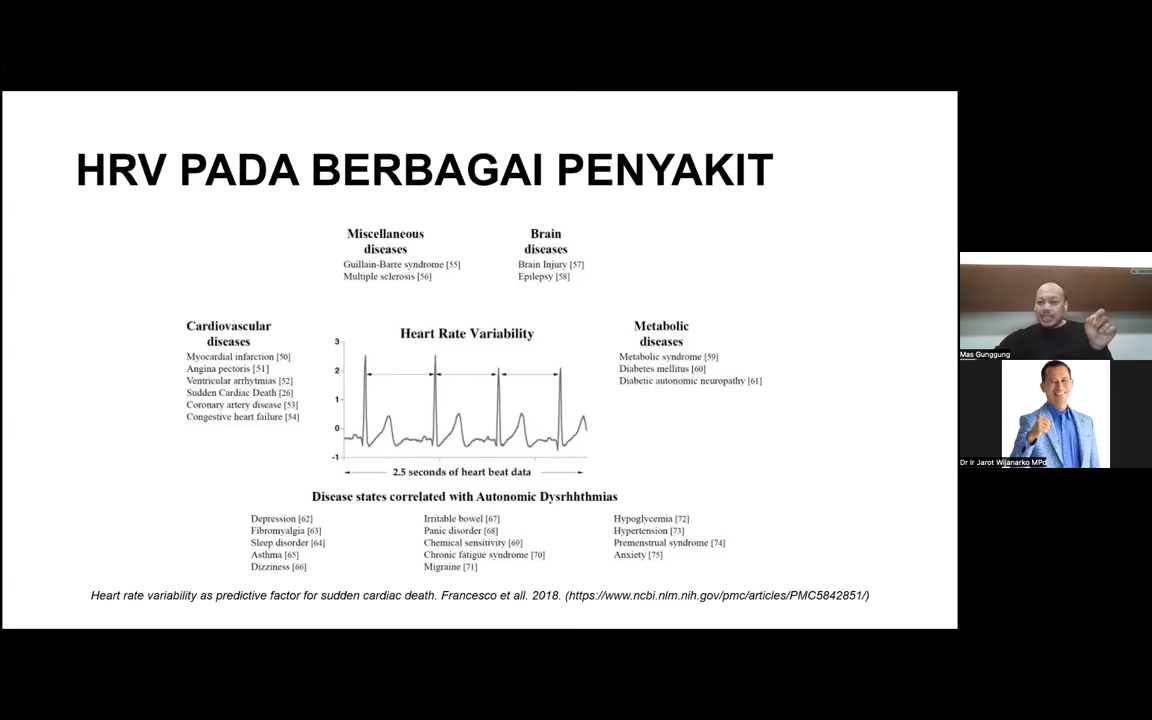 HRV PADA BERBAGAI PENYAKIT
Miscellaneous
diseases
Guillain-Barre syndrome [55]
Multiple sclerosis [56]
Brain
diseases
Brain Injury [57]
Epilepsy [58]
Cardiovascular
diseases
Myocardial infarction [50]
Angina pectoris [51]
Ventricular arrhytmias [52]
Sudden Cardiac Death [26]
Coronary artery disease [53]
Congestive heart failure [54]
Heart Rate Variability
3
2
1
0
-1
2.5 seconds of heart beat data
Metabolic
diseases
Metabolic syndrome [59]
Diabetes mellitus [60]
Diabetic autonomic neuropathy [61]
Disease states correlated with Autonomic Dysrhhthmias
Depression [62]
Fibromyalgia [63]
Sleep disorder [64]
Asthma [65]
Dizziness [66]
Irritable bowel [67]
Panic disorder [68]
Chemical sensitivity [69]
Chronic fatigue syndrome [70]
Migraine [71]
Hypoglycemia [72]
Hypertension [73]
Premenstrual syndrome [74]
Anxiety [75]
Heart rate variability as predictive factor for sudden cardiac death. Francesco et all. 2018. (https://www.ncbi.nlm.nih.gov/pmc/articles/PMC5842851/)
Mas Gunggung
Dr Ir Jarot Wijanarko MPd